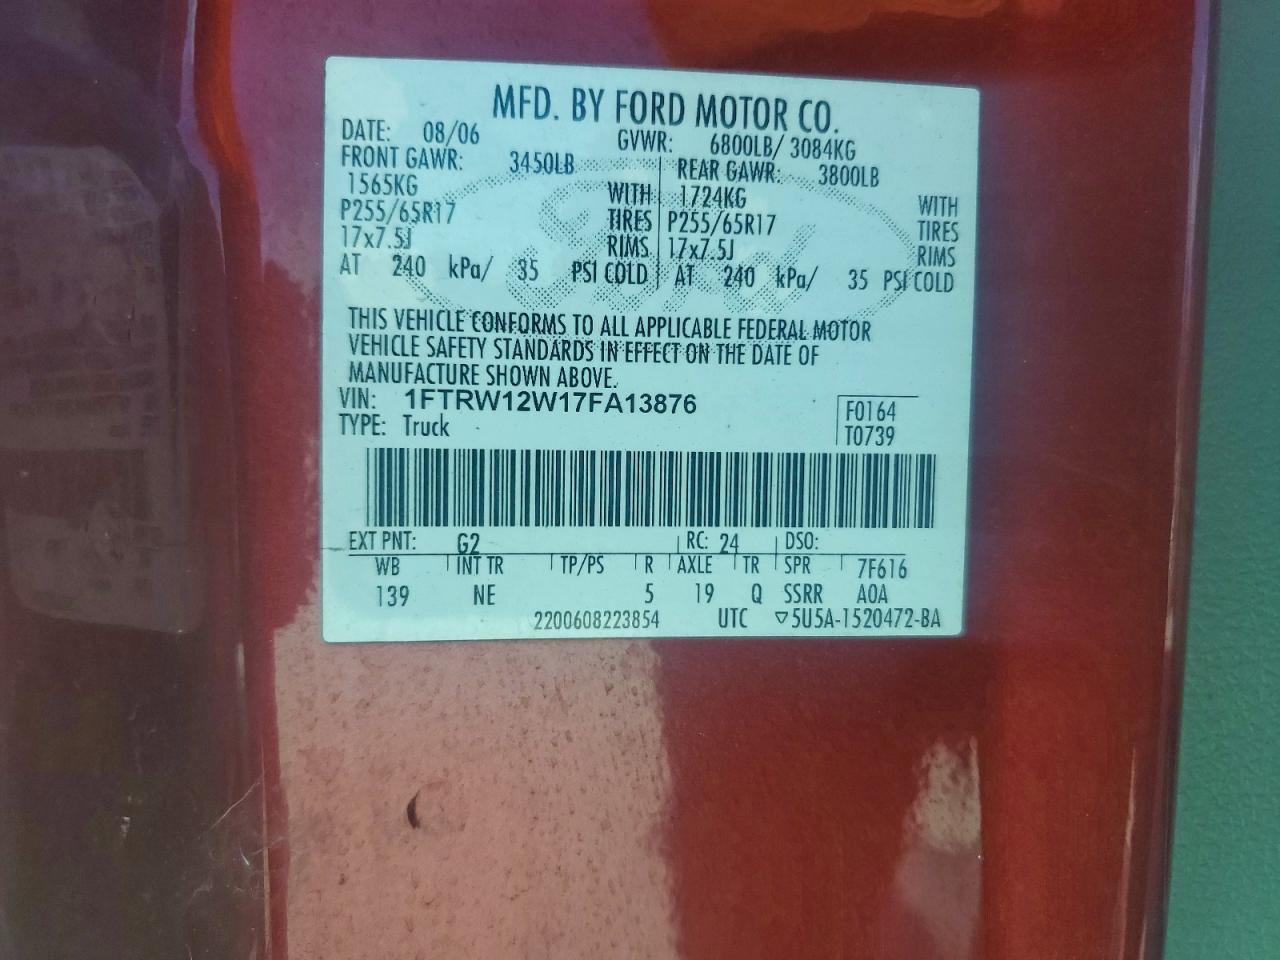 MFD. BY FORD MOTOR CO.
DATE: 08/06 GVWR: 6800LB/ 3084KG
FRONT GAWR: 3450LB REAR GAWR: 3800LB
1565KG WITH 1724KG WITH
P255/65R17 TIRES P255/65R17 TIRES
17x7.5J RIMS 17x7.5J RIMS
AT 240 kPa/ 35 PSI COLD AT 240 kPa/ 35 PSI COLD
THIS VEHICLE CONFORMS TO ALL APPLICABLE FEDERAL MOTOR
VEHICLE SAFETY STANDARDS IN EFFECT ON THE DATE OF
MANUFACTURE SHOWN ABOVE.
VIN: 1FTRW12W17FA13876 F0164
TYPE: Truck T0739
EXT PNT: G2 RC: 24 DSO:
WB INT TR TP/PS R AXLE TR SPR 7F616
139 NE 5 19 Q SSRR A0A
2200608223854 UTC ▽5U5A-1520472-BA
Ford